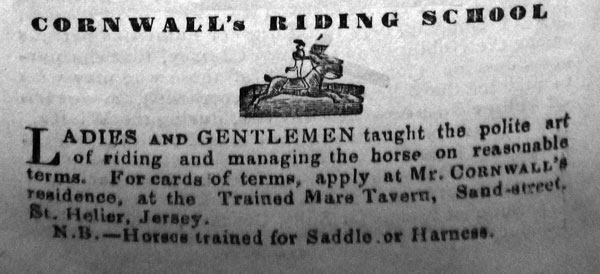 CORNWALL's RIDING SCHOOL
LADIES AND GENTLEMEN taught the polite art
of riding and managing the horse on reasonable
terms. For cards of terms, apply at Mr. CORNWALL's
residence, at the Trained Mare Tavern, Sand-street,
St. Helier, Jersey.
N.B.—Horses trained for Saddle or Harness.